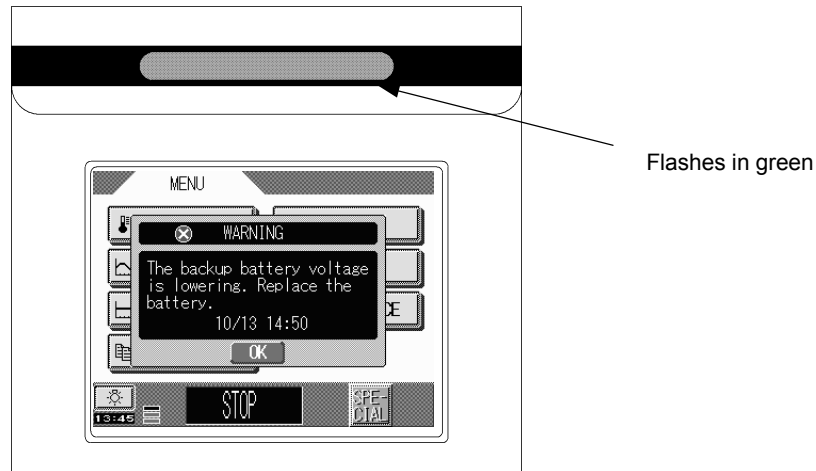 Flashes in green
MENU
WARNING
The backup battery voltage
is lowering. Replace the
battery.
10/13 14:50
CE
OK
STOP
SPE-
CIAL
13:45